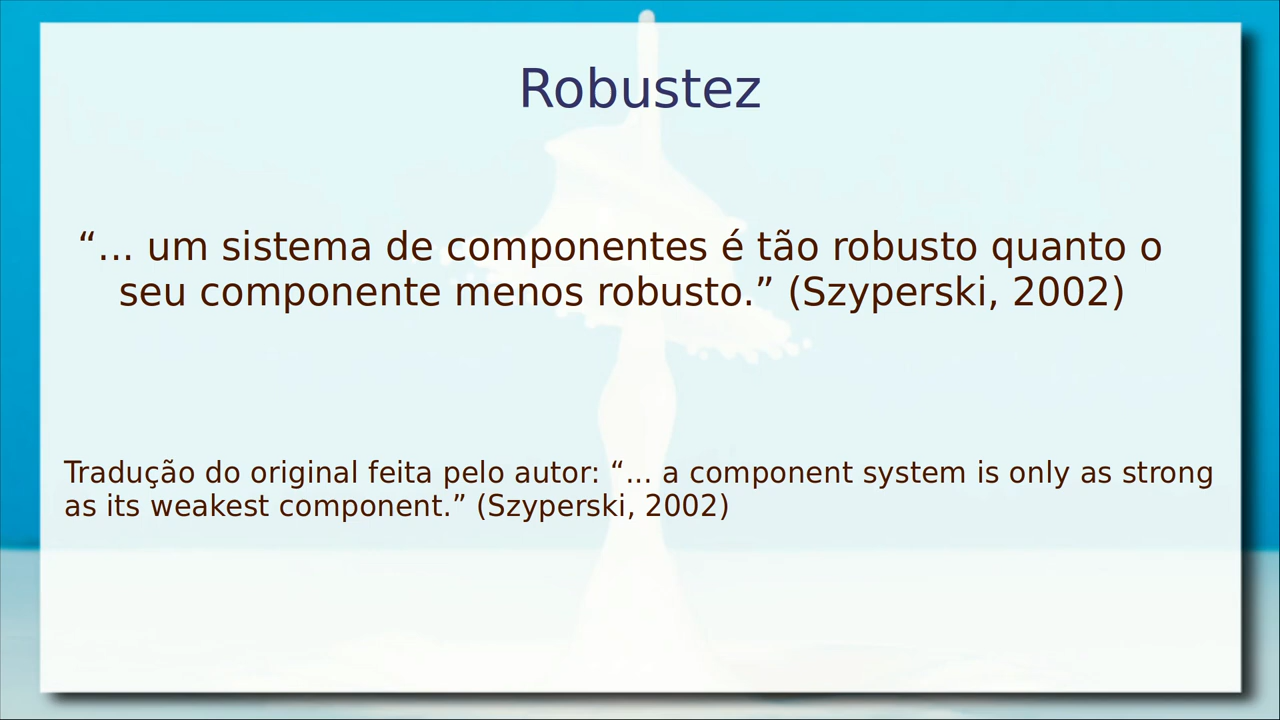 Robustez
“... um sistema de componentes é tão robusto quanto o
seu componente menos robusto.” (Szyperski, 2002)
Tradução do original feita pelo autor: “... a component system is only as strong
as its weakest component.” (Szyperski, 2002)